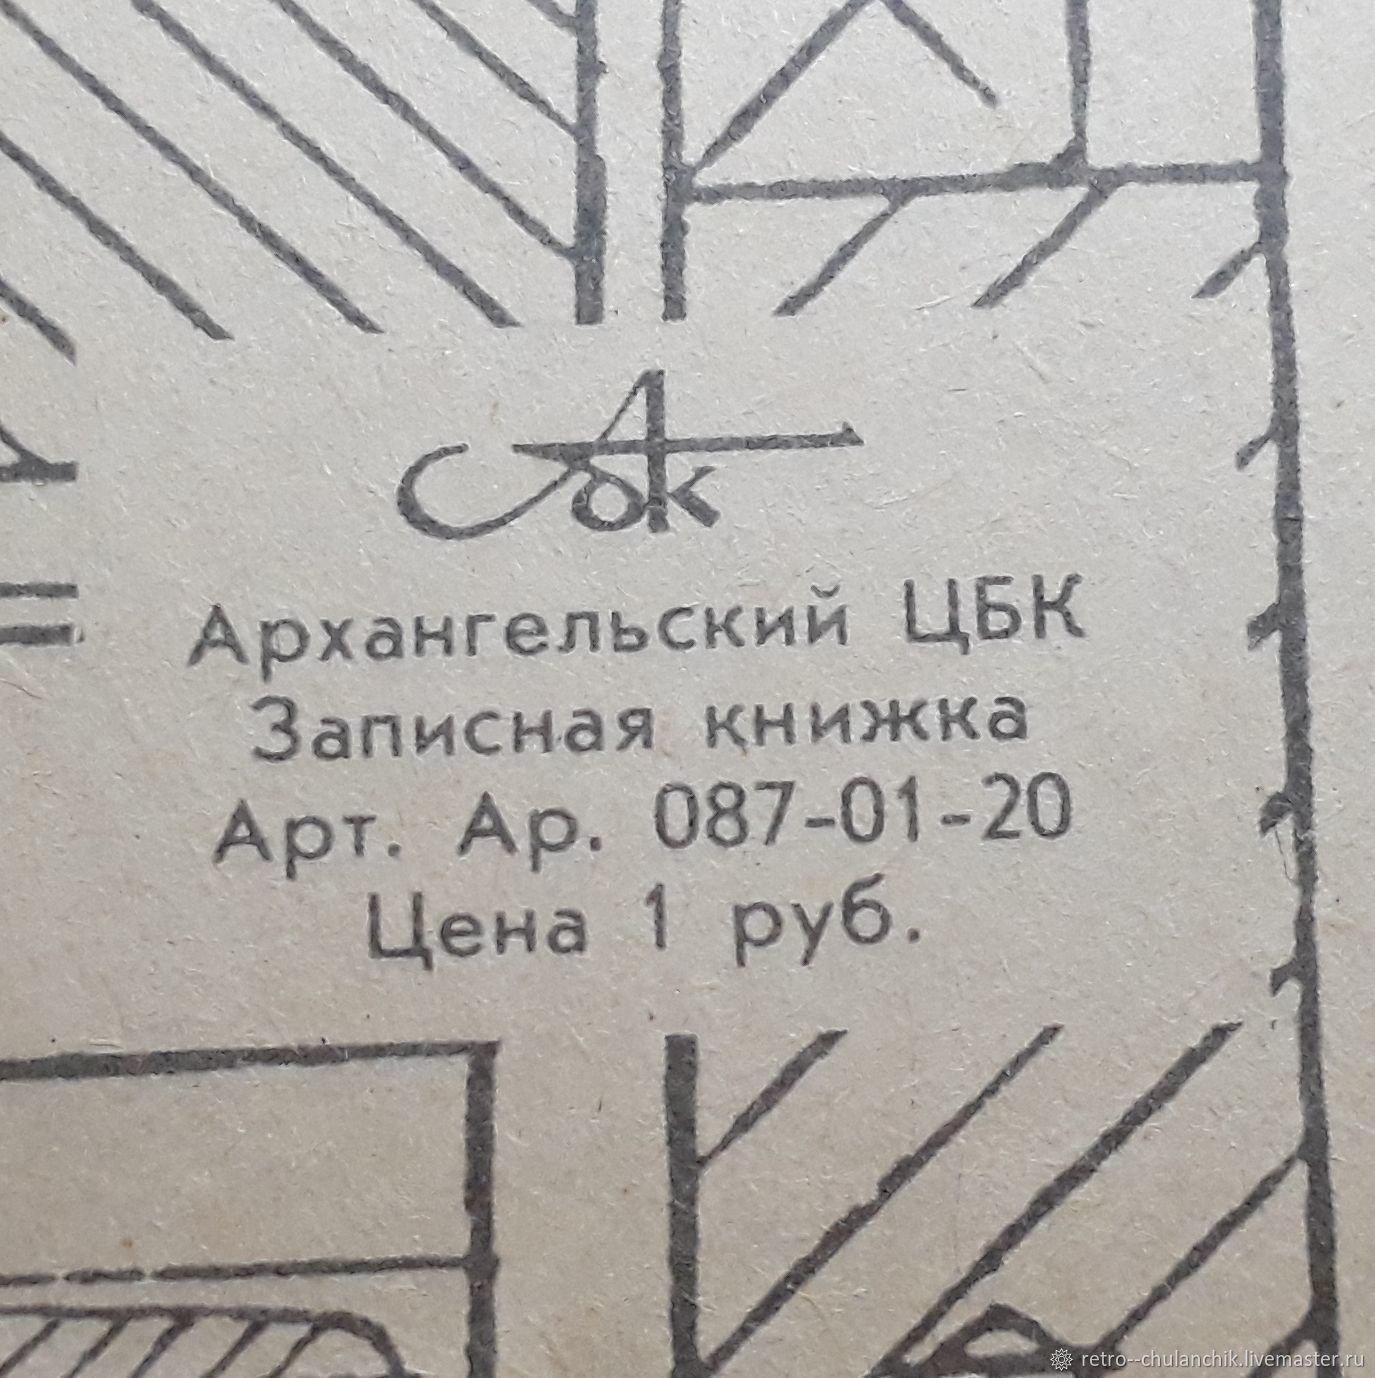 Архангельский ЦБК
Записная книжка
Арт. Ар. 087-01-20
Цена 1 руб.
retro--chulanchik.livemaster.ru